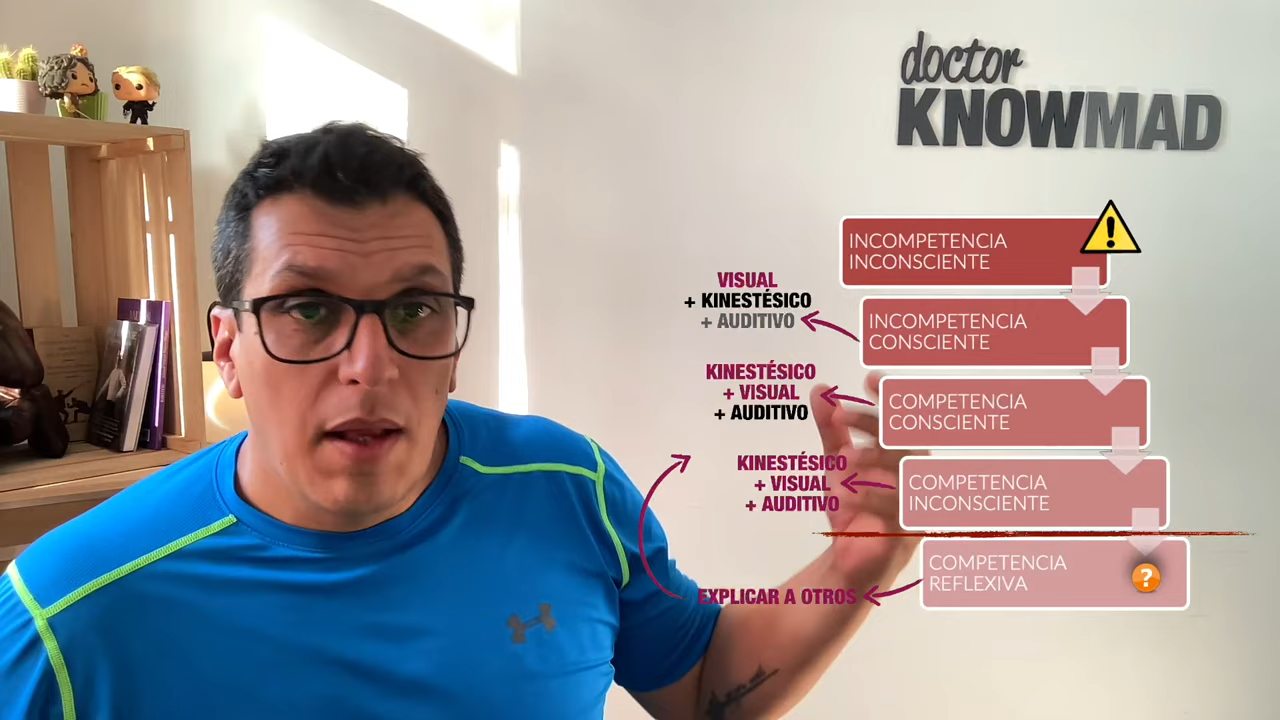 doctor
KNOWMAD
INCOMPETENCIA
INCONSCIENTE
VISUAL
+ KINESTÉSICO
+ AUDITIVO
INCOMPETENCIA
CONSCIENTE
KINESTÉSICO
+ VISUAL
+ AUDITIVO
COMPETENCIA
CONSCIENTE
KINESTÉSICO
+ VISUAL
+ AUDITIVO
COMPETENCIA
INCONSCIENTE
EXPLICAR A OTROS
COMPETENCIA
REFLEXIVA
?